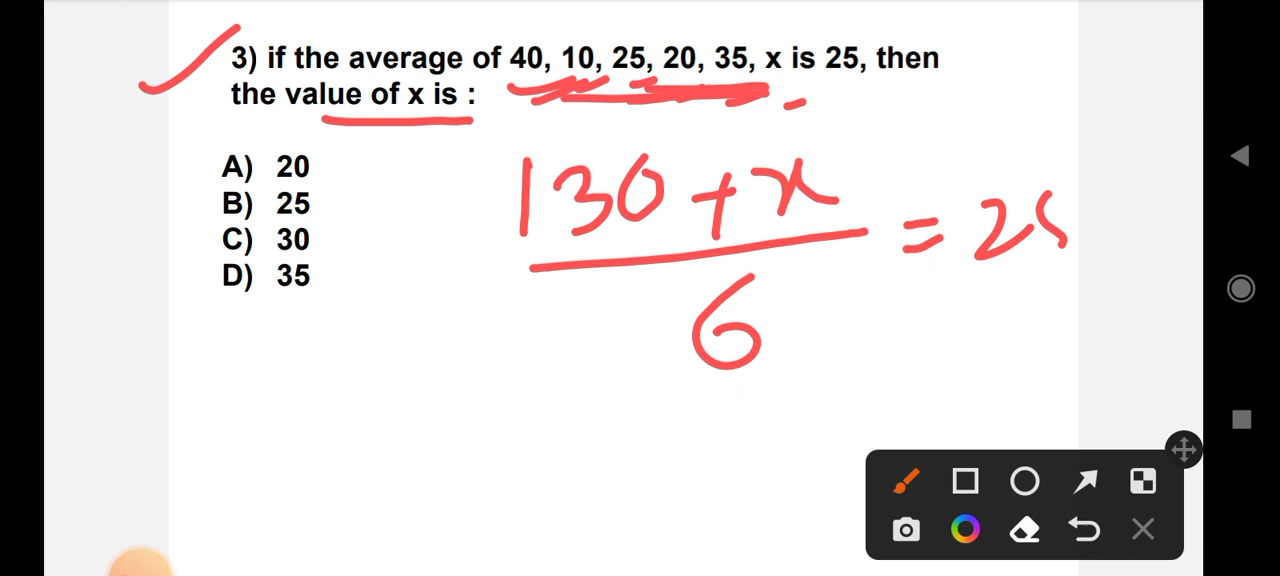 3) if the average of 40, 10, 25, 20, 35, x is 25, then
the value of x is :
A) 20
B) 25
C) 30
D) 35
130 + x
= 25
6